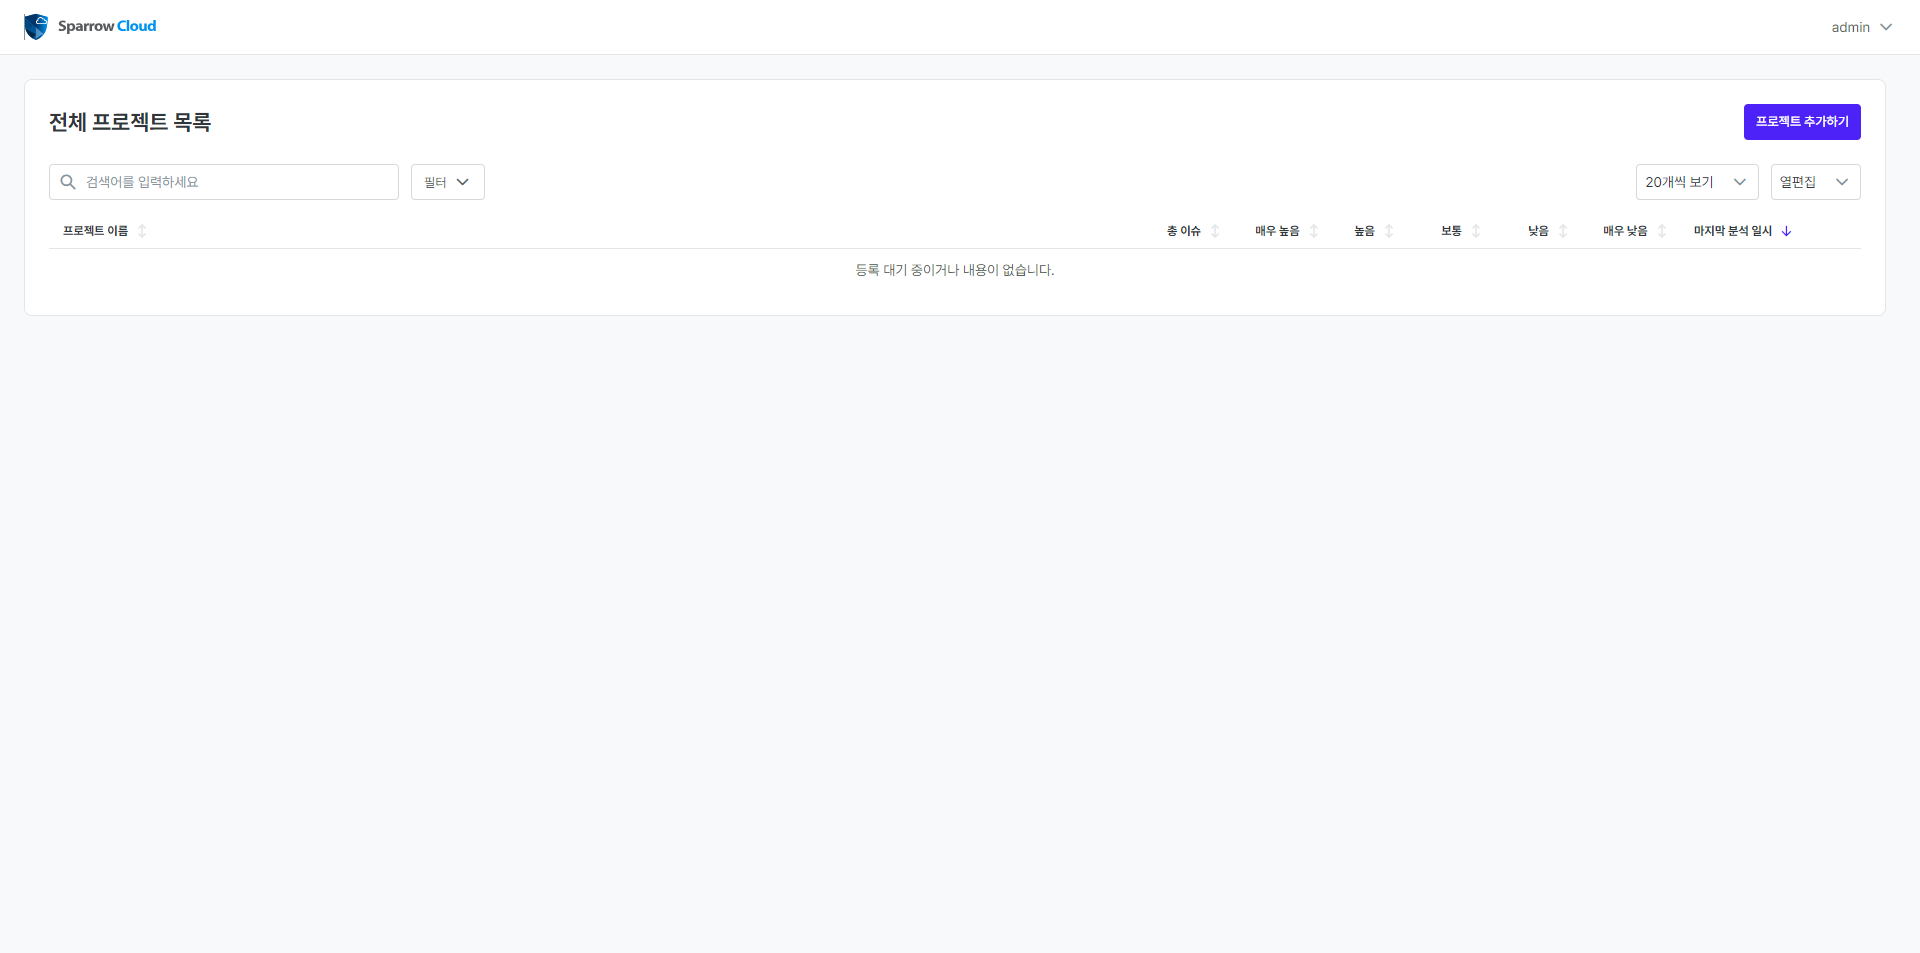 Sparrow Cloud
admin
전체 프로젝트 목록
프로젝트 추가하기
검색어를 입력하세요
필터
20개씩 보기
열편집
프로젝트 이름 총 이슈 매우 높음 높음 보통 낮음 매우 낮음 마지막 분석 일시
등록 대기 중이거나 내용이 없습니다.